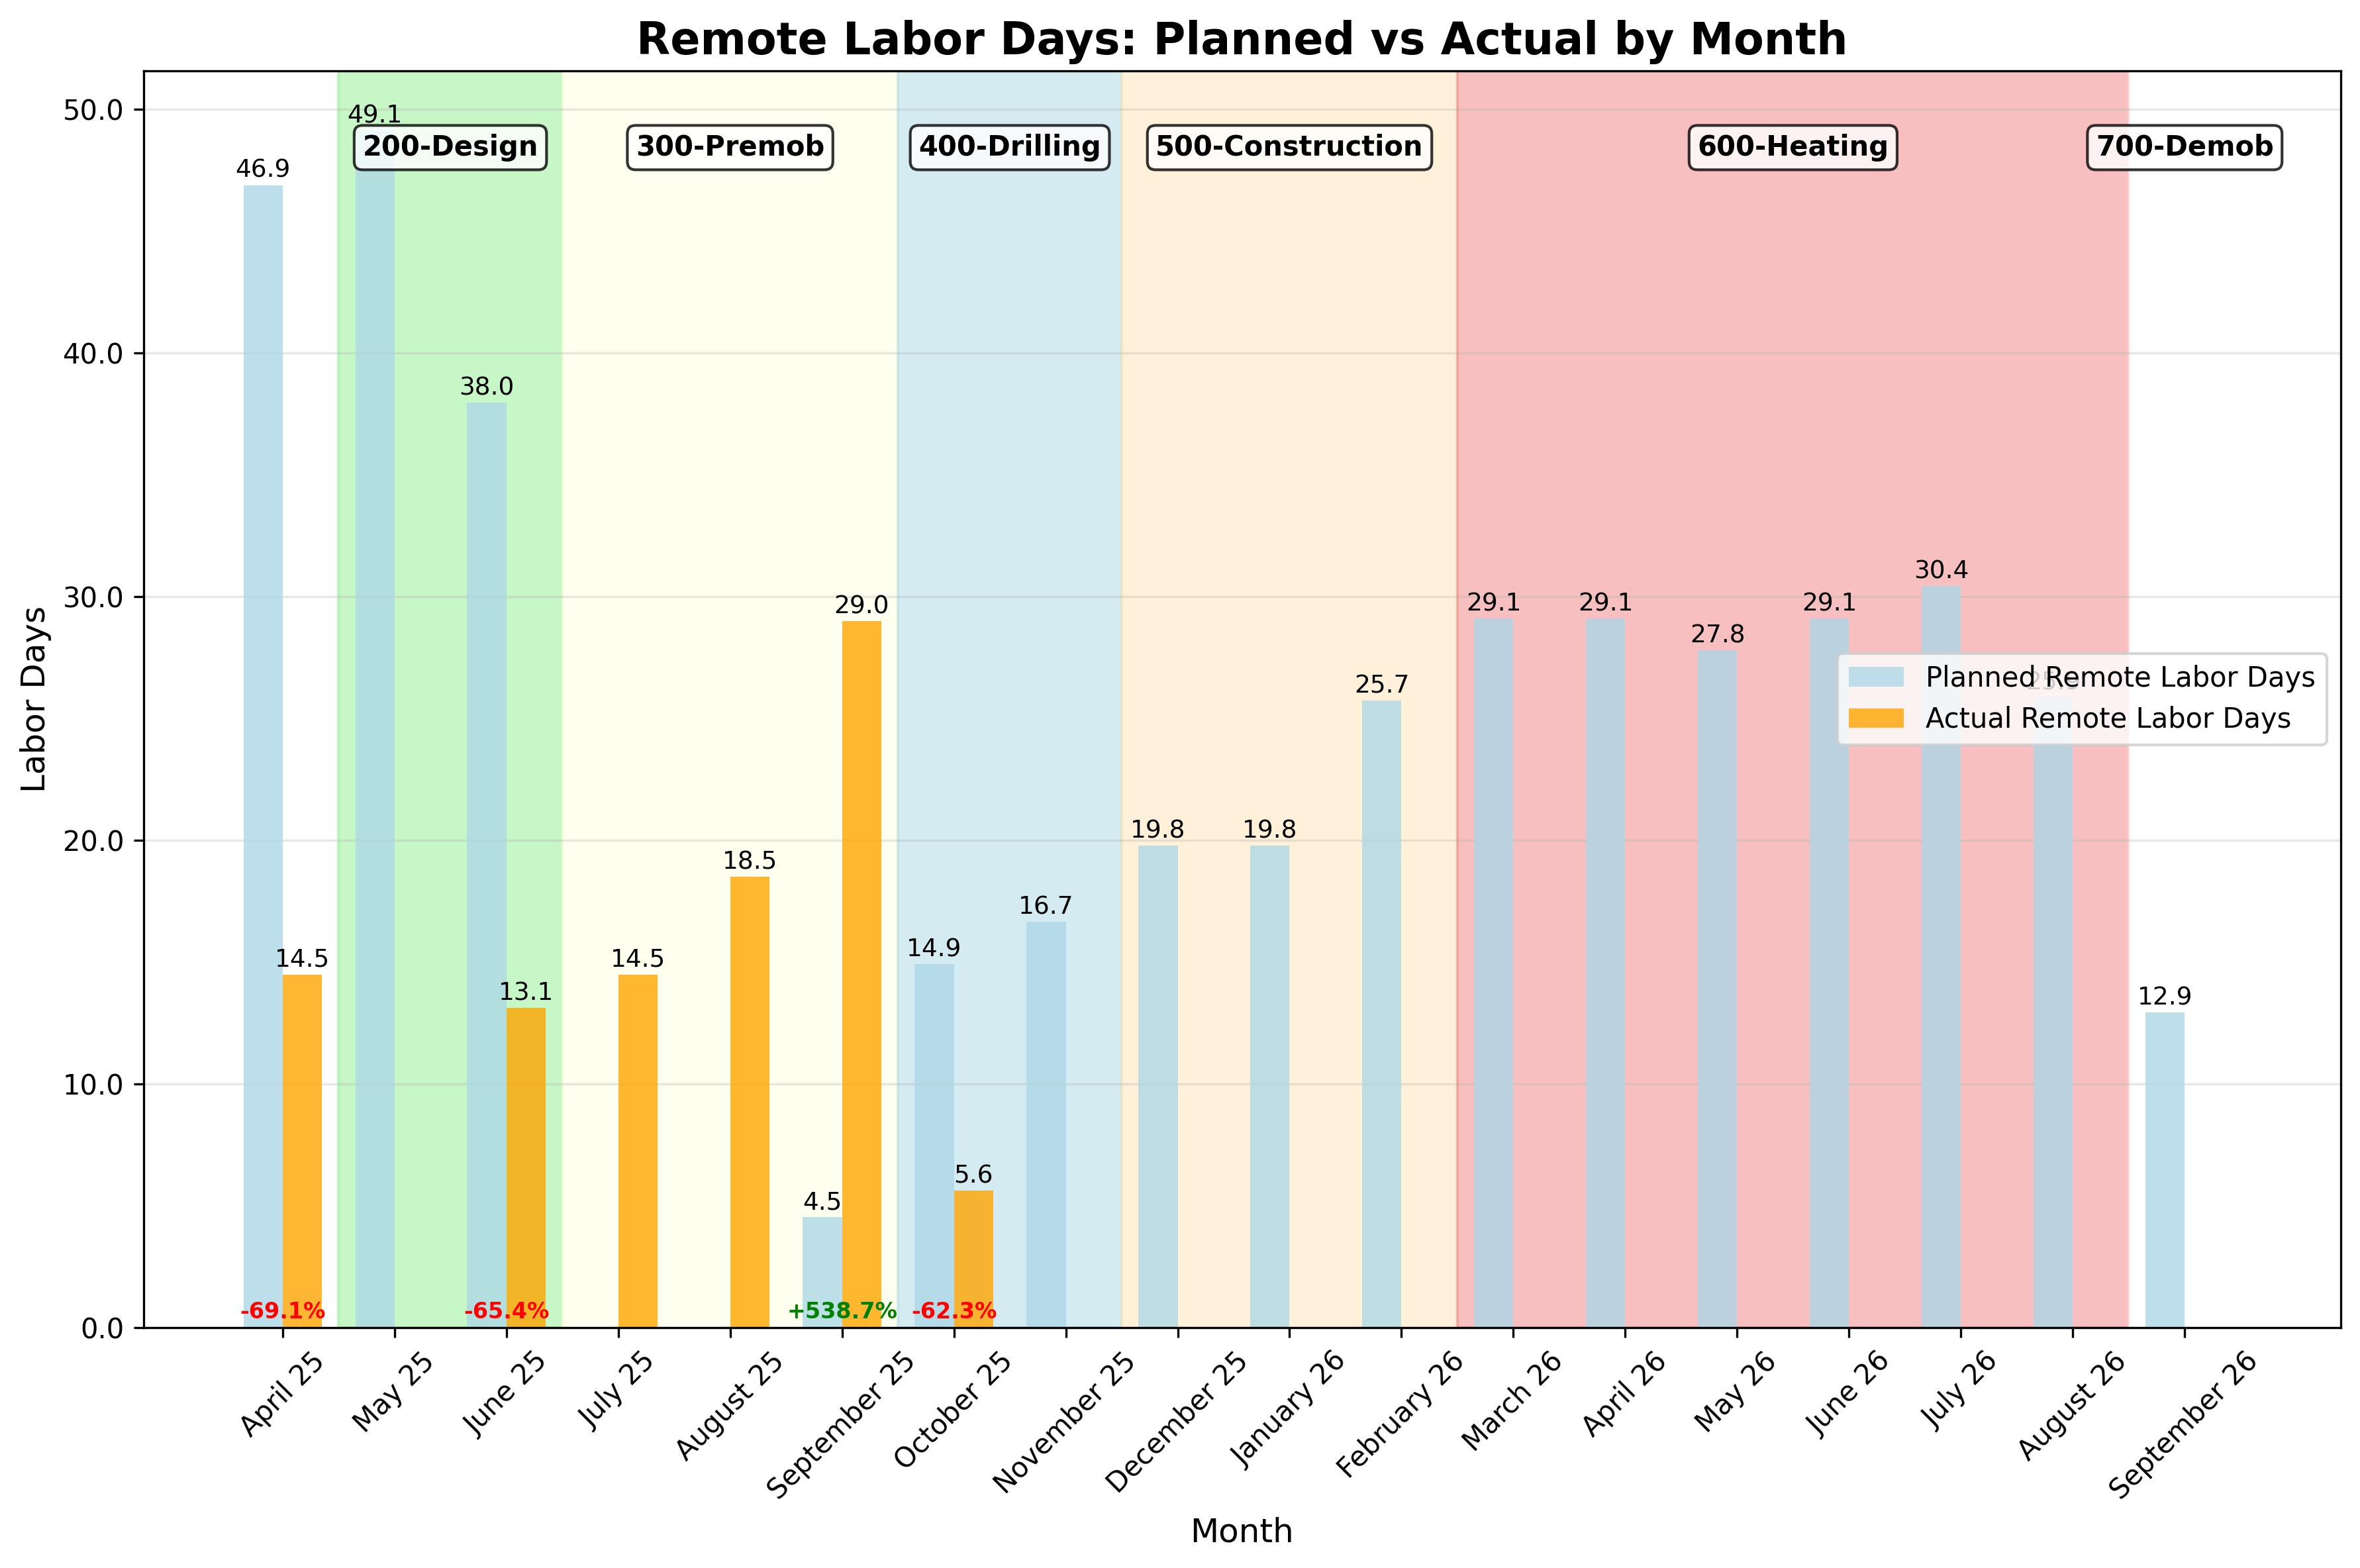 Remote Labor Days: Planned vs Actual by Month
Labor Days
50.0
40.0
30.0
20.0
10.0
0.0
200-Design
300-Premob
400-Drilling
500-Construction
600-Heating
700-Demob
46.9
49.1
38.0
14.5
13.1
14.5
18.5
4.5
29.0
14.9
5.6
16.7
19.8
19.8
25.7
29.1
29.1
27.8
29.1
30.4
12.9
Planned Remote Labor Days
Actual Remote Labor Days
-69.1%
-65.4%
+538.7%
-62.3%
April 25
May 25
June 25
July 25
August 25
September 25
October 25
November 25
December 25
January 26
February 26
March 26
April 26
May 26
June 26
July 26
August 26
September 26
Month